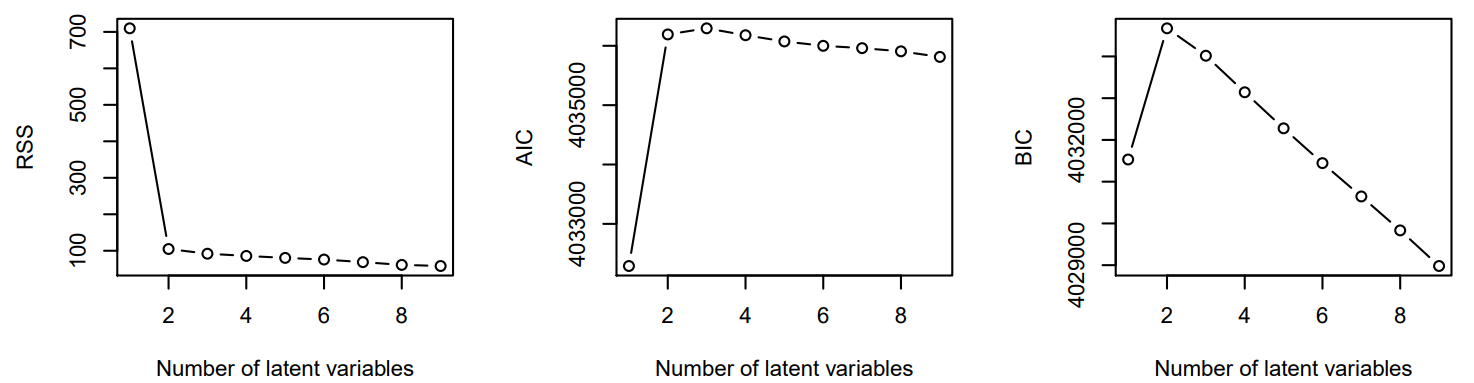 RSS
700
500
300
100
2 4 6 8
Number of latent variables
AIC
4035000
4033000
2 4 6 8
Number of latent variables
BIC
4032000
4029000
2 4 6 8
Number of latent variables